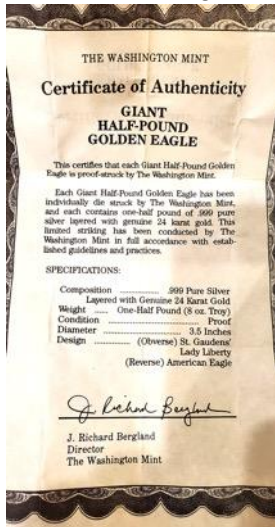 THE WASHINGTON MINT
Certificate of Authenticity
GIANT
HALF-POUND
GOLDEN EAGLE
This certifies that each Giant Half-Pound Golden
Eagle is proof-struck by The Washington Mint.
Each Giant Half-Pound Golden Eagle has been
individually die struck by The Washington Mint,
and each contains one-half pound of .999 pure
silver layered with genuine 24 karat gold. This
limited striking has been conducted by The
Washington Mint in full accordance with estab-
lished guidelines and practices.
SPECIFICATIONS:
Composition .................. .999 Pure Silver
Layered with Genuine 24 Karat Gold
Weight ...... One-Half Pound (8 oz. Troy)
Condition ............................ Proof
Diameter ........................ 3.5 Inches
Design ............... (Obverse) St. Gaudens'
Lady Liberty
(Reverse) American Eagle
J. Richard Bergland
J. Richard Bergland
Director
The Washington Mint